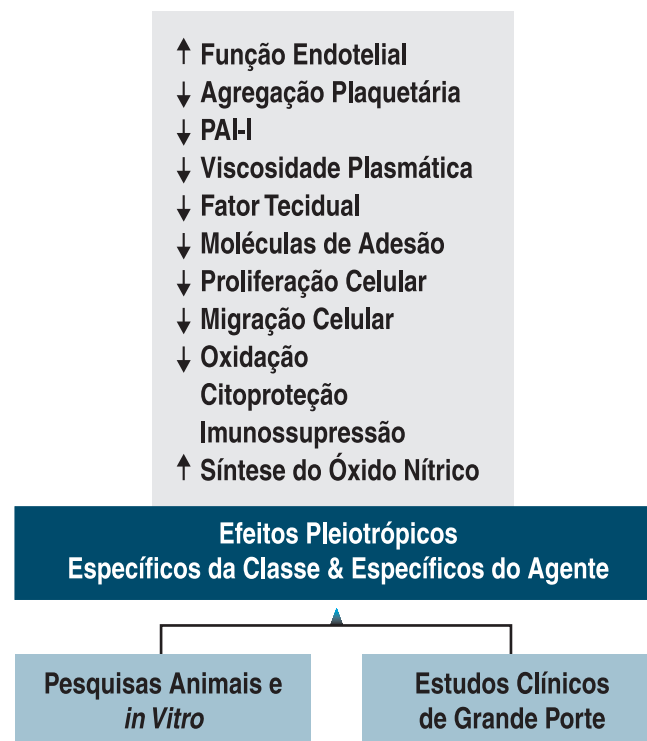 ↑ Função Endotelial
↓ Agregação Plaquetária
↓ PAI-I
↓ Viscosidade Plasmática
↓ Fator Tecidual
↓ Moléculas de Adesão
↓ Proliferação Celular
↓ Migração Celular
↓ Oxidação
Citoproteção
Imunossupressão
↑ Síntese do Óxido Nítrico
Efeitos Pleiotrópicos
Específicos da Classe & Específicos do Agente
Pesquisas Animais e
in Vitro
Estudos Clínicos
de Grande Porte